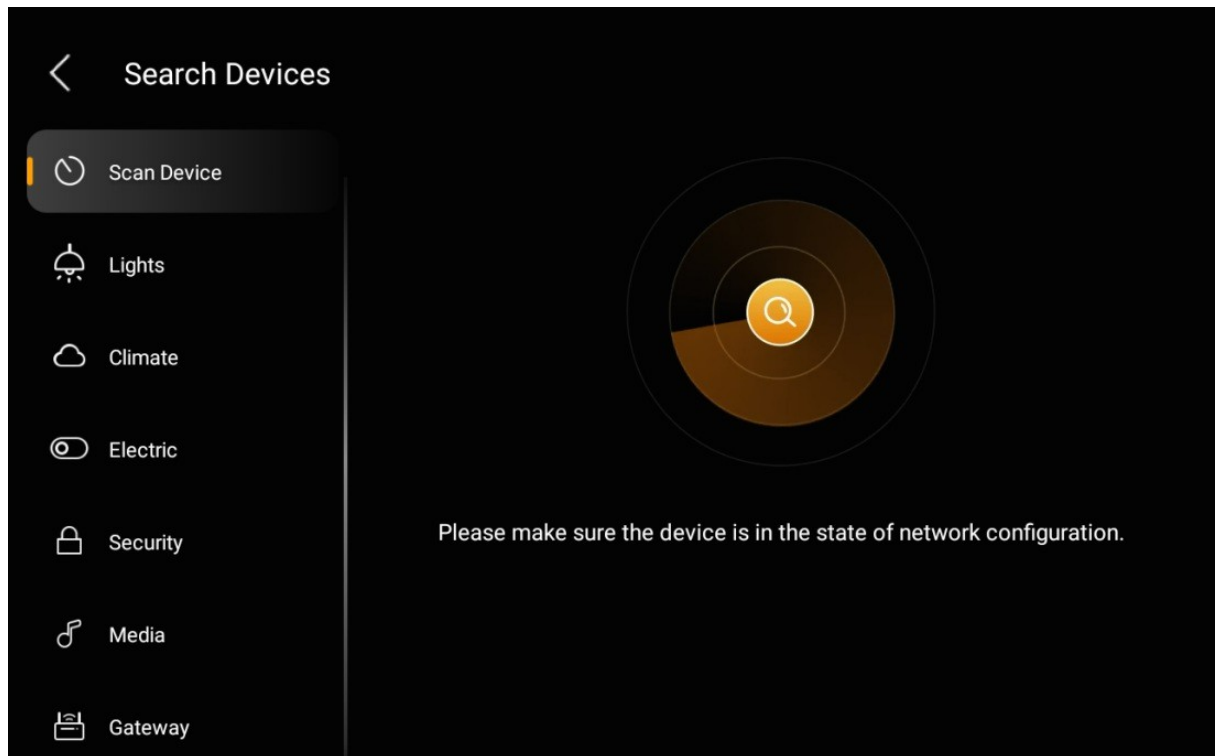 Search Devices
Scan Device
Lights
Climate
Electric
Security
Media
Gateway
Please make sure the device is in the state of network configuration.